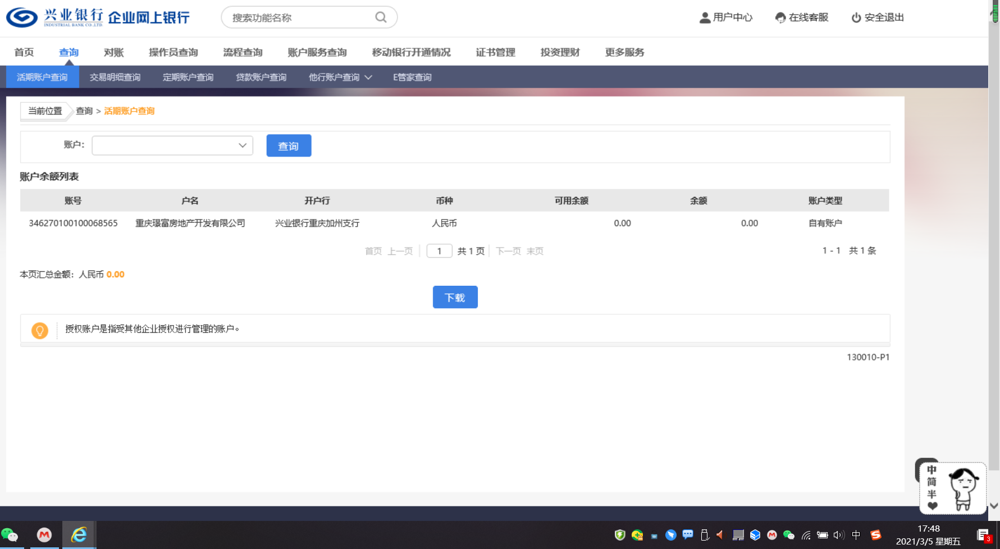 兴业银行 企业网上银行
INDUSTRIAL BANK CO.,LTD.
搜索功能名称
用户中心 在线客服 安全退出
首页 查询 对账 操作员查询 流程查询 账户服务查询 移动银行开通情况 证书管理 投资理财 更多服务
活期账户查询 交易明细查询 定期账户查询 贷款账户查询 他行账户查询 E管家查询
当前位置 查询 > 活期账户查询
账户： 查询
账户余额列表
账号 户名 开户行 币种 可用余额 余额 账户类型
346270100100068565 重庆璟富房地产开发有限公司 兴业银行重庆加州支行 人民币 0.00 0.00 自有账户
首页 上一页 1 共 1 页 下一页 末页 1 - 1 共 1 条
本页汇总金额：人民币 0.00
下载
授权账户是指受其他企业授权进行管理的账户。
130010-P1
中
简
半
中
17:48
2021/3/5 星期五
3